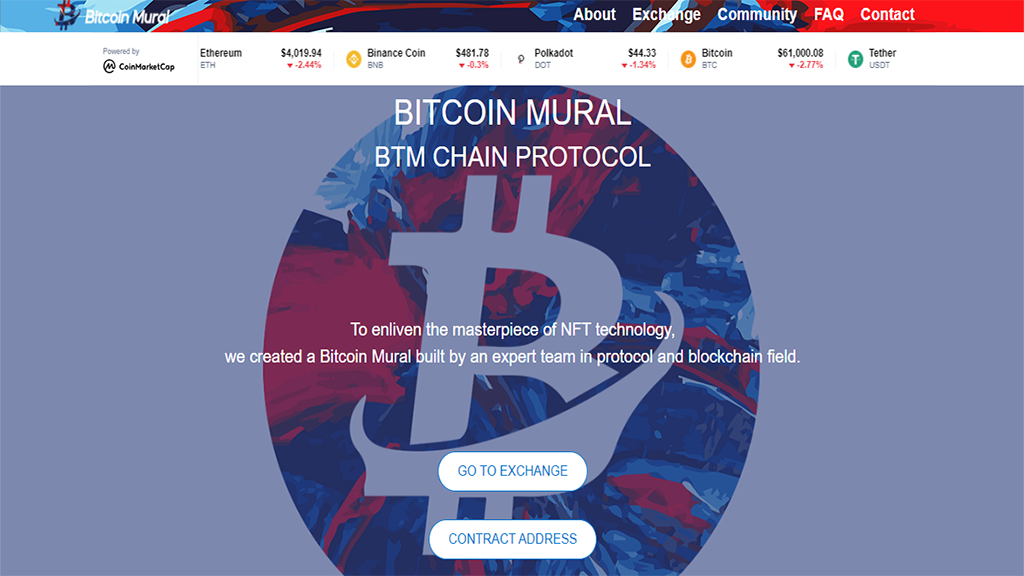 Bitcoin Mural
About Exchange Community FAQ Contact
Powered by
CoinMarketCap
Ethereum $4,019.94
ETH -2.44%
Binance Coin $481.78
BNB -0.3%
Polkadot $44.33
DOT -1.34%
Bitcoin $61,000.08
BTC -2.77%
Tether
USDT
BITCOIN MURAL
BTM CHAIN PROTOCOL
To enliven the masterpiece of NFT technology,
we created a Bitcoin Mural built by an expert team in protocol and blockchain field.
GO TO EXCHANGE
CONTRACT ADDRESS